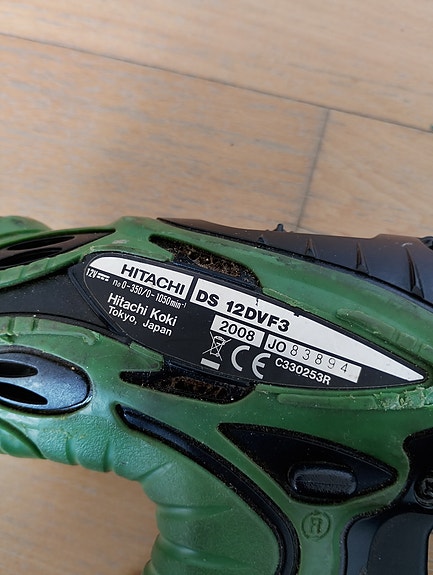 12V⎓ HITACHI DS 12DVF3
n₀ 0-350/0-1050min⁻¹
Hitachi Koki
Tokyo, Japan
2008 JO 83894
CE C330253R